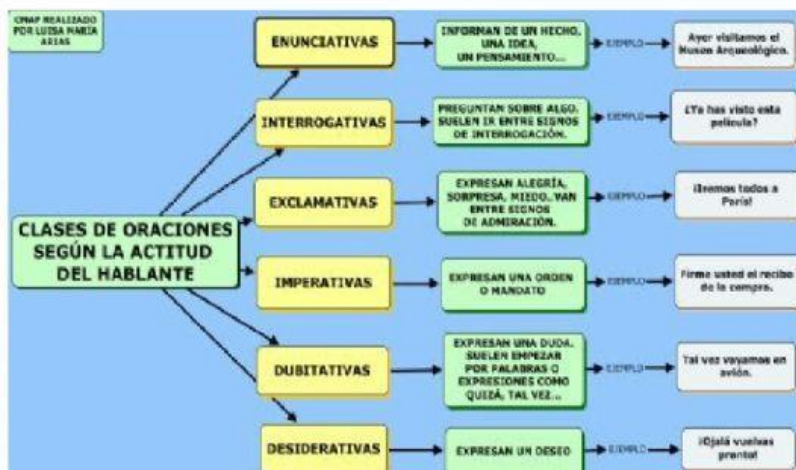 CMAP REALIZADO
POR LUISA MARÍA
ARIAS
CLASES DE ORACIONES
SEGÚN LA ACTITUD
DEL HABLANTE
ENUNCIATIVAS
INFORMAN DE UN HECHO,
UNA IDEA,
UN PENSAMIENTO...
EJEMPLO
Ayer visitamos el
Museo Arqueológico.
INTERROGATIVAS
PREGUNTAN SOBRE ALGO.
SUELEN IR ENTRE SIGNOS
DE INTERROGACIÓN.
EJEMPLO
¿Ya has visto esta
película?
EXCLAMATIVAS
EXPRESAN ALEGRÍA,
SORPRESA, MIEDO. VAN
ENTRE SIGNOS
DE ADMIRACIÓN.
EJEMPLO
¡Iremos todos a
París!
IMPERATIVAS
EXPRESAN UNA ORDEN
O MANDATO
EJEMPLO
Firme usted el recibo
de la compra.
DUBITATIVAS
EXPRESAN UNA DUDA.
SUELEN EMPEZAR
POR PALABRAS O
EXPRESIONES COMO
QUIZÁ, TAL VEZ...
EJEMPLO
Tal vez vayamos en
avión.
DESIDERATIVAS
EXPRESAN UN DESEO
EJEMPLO
¡Ojalá vuelvas
pronto!